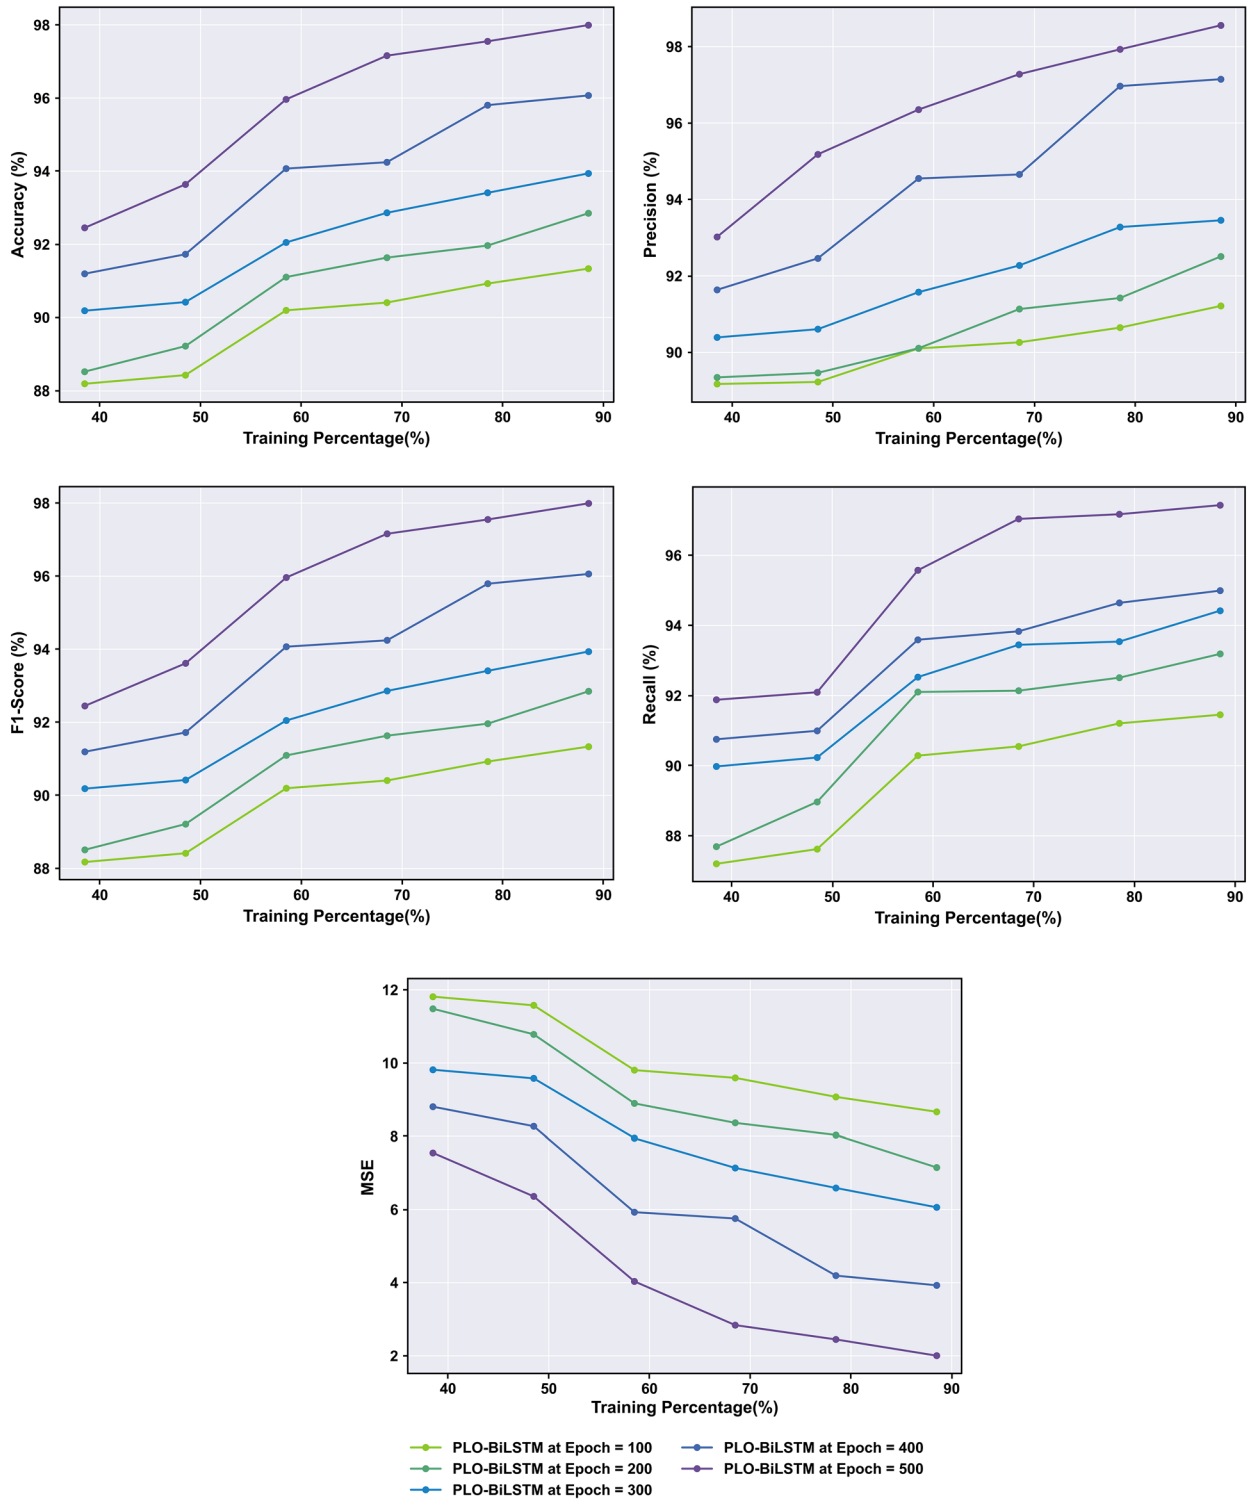 98
96
94
92
90
88
Accuracy (%)
40 50 60 70 80 90
Training Percentage(%)
98
96
94
92
90
Precision (%)
40 50 60 70 80 90
Training Percentage(%)
98
96
94
92
90
88
F1-Score (%)
40 50 60 70 80 90
Training Percentage(%)
96
94
92
90
88
Recall (%)
40 50 60 70 80 90
Training Percentage(%)
12
10
8
6
4
2
MSE
40 50 60 70 80 90
Training Percentage(%)
PLO-BiLSTM at Epoch = 100
PLO-BiLSTM at Epoch = 200
PLO-BiLSTM at Epoch = 300
PLO-BiLSTM at Epoch = 400
PLO-BiLSTM at Epoch = 500